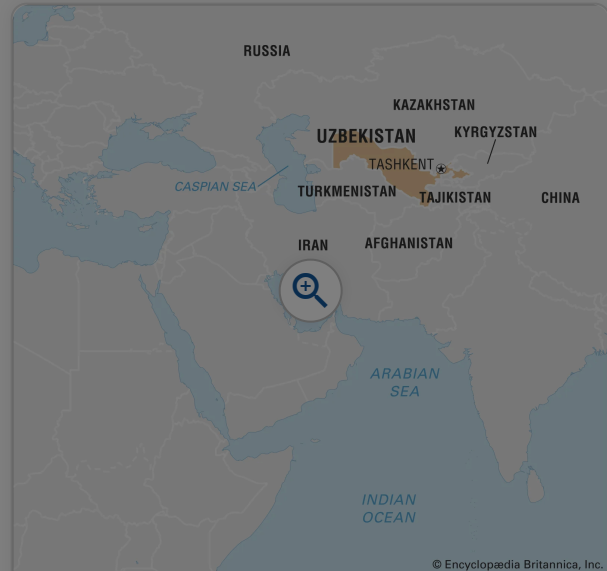 RUSSIA
KAZAKHSTAN
UZBEKISTAN
KYRGYZSTAN
TASHKENT
CASPIAN SEA
TURKMENISTAN
TAJIKISTAN
CHINA
IRAN
AFGHANISTAN
ARABIAN
SEA
INDIAN
OCEAN
© Encyclopædia Britannica, Inc.